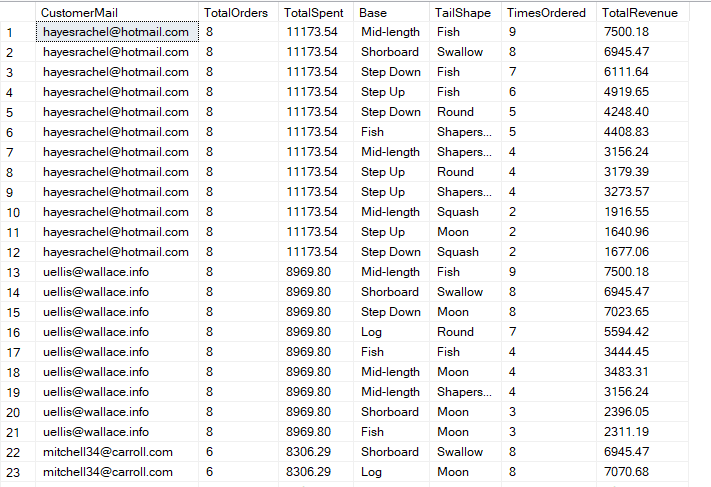 CustomerMail TotalOrders TotalSpent Base TailShape TimesOrdered TotalRevenue
1 hayesrachel@hotmail.com 8 11173.54 Mid-length Fish 9 7500.18
2 hayesrachel@hotmail.com 8 11173.54 Shorboard Swallow 8 6945.47
3 hayesrachel@hotmail.com 8 11173.54 Step Down Fish 7 6111.64
4 hayesrachel@hotmail.com 8 11173.54 Step Up Fish 6 4919.65
5 hayesrachel@hotmail.com 8 11173.54 Step Down Round 5 4248.40
6 hayesrachel@hotmail.com 8 11173.54 Fish Shapers... 5 4408.83
7 hayesrachel@hotmail.com 8 11173.54 Mid-length Shapers... 4 3156.24
8 hayesrachel@hotmail.com 8 11173.54 Step Up Round 4 3179.39
9 hayesrachel@hotmail.com 8 11173.54 Step Up Shapers... 4 3273.57
10 hayesrachel@hotmail.com 8 11173.54 Mid-length Squash 2 1916.55
11 hayesrachel@hotmail.com 8 11173.54 Step Up Moon 2 1640.96
12 hayesrachel@hotmail.com 8 11173.54 Step Down Squash 2 1677.06
13 uellis@wallace.info 8 8969.80 Mid-length Fish 9 7500.18
14 uellis@wallace.info 8 8969.80 Shorboard Swallow 8 6945.47
15 uellis@wallace.info 8 8969.80 Step Down Moon 8 7023.65
16 uellis@wallace.info 8 8969.80 Log Round 7 5594.42
17 uellis@wallace.info 8 8969.80 Fish Fish 4 3444.45
18 uellis@wallace.info 8 8969.80 Mid-length Moon 4 3483.31
19 uellis@wallace.info 8 8969.80 Mid-length Shapers... 4 3156.24
20 uellis@wallace.info 8 8969.80 Shorboard Moon 3 2396.05
21 uellis@wallace.info 8 8969.80 Fish Moon 3 2311.19
22 mitchell34@carroll.com 6 8306.29 Shorboard Swallow 8 6945.47
23 mitchell34@carroll.com 6 8306.29 Log Moon 8 7070.68